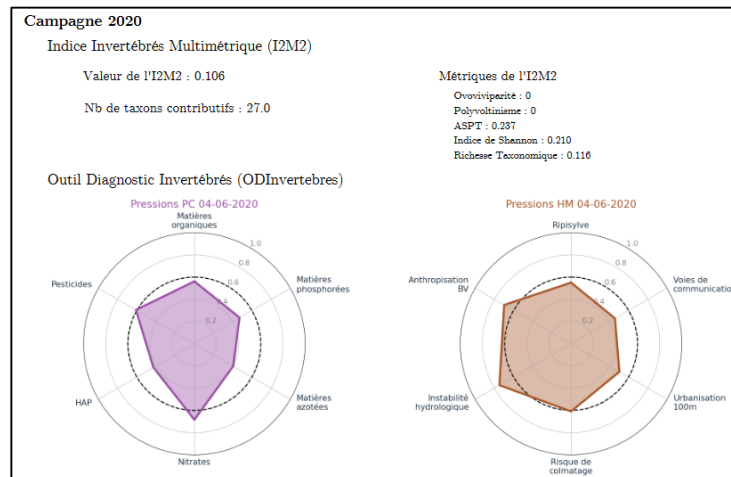 Campagne 2020
Indice Invertébrés Multimétrique (I2M2)
Valeur de l'I2M2 : 0.106
Nb de taxons contributifs : 27.0
Métriques de l'I2M2
Ovoviviparité : 0
Polyvoltinisme : 0
ASPT : 0.237
Indice de Shannon : 0.210
Richesse Taxonomique : 0.116
Outil Diagnostic Invertébrés (ODInvertebres)
Pressions PC 04-06-2020
Matières
organiques
1.0
0.8
0.6
0.4
0.2
Matières
phosphorées
Matières
azotées
Nitrates
HAP
Pesticides
Pressions HM 04-06-2020
Ripisylve
1.0
0.8
0.6
0.4
0.2
Voies de
communication
Urbanisation
100m
Risque de
colmatage
Instabilité
hydrologique
Anthropisation
BV